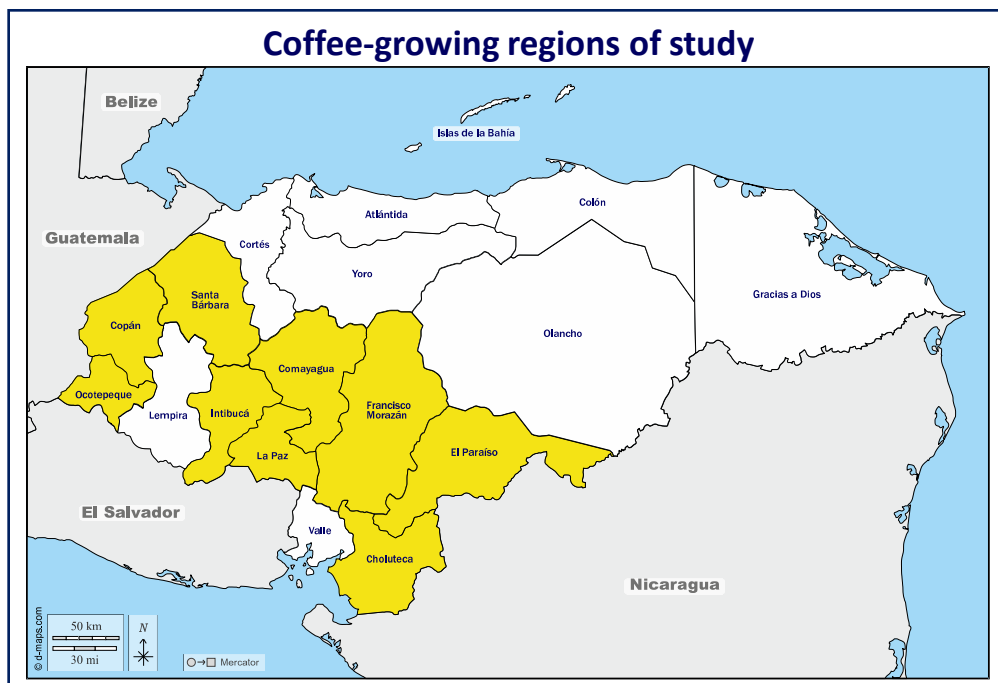 Coffee-growing regions of study
Belize
Islas de la Bahía
Atlántida
Colón
Guatemala
Cortés
Yoro
Gracias a Dios
Santa
Bárbara
Copán
Olancho
Comayagua
Ocotepeque
Lempira
Intibucá
Francisco
Morazán
La Paz
El Paraíso
El Salvador
Valle
Choluteca
Nicaragua
© d-maps.com
50 km
30 mi
N
Mercator